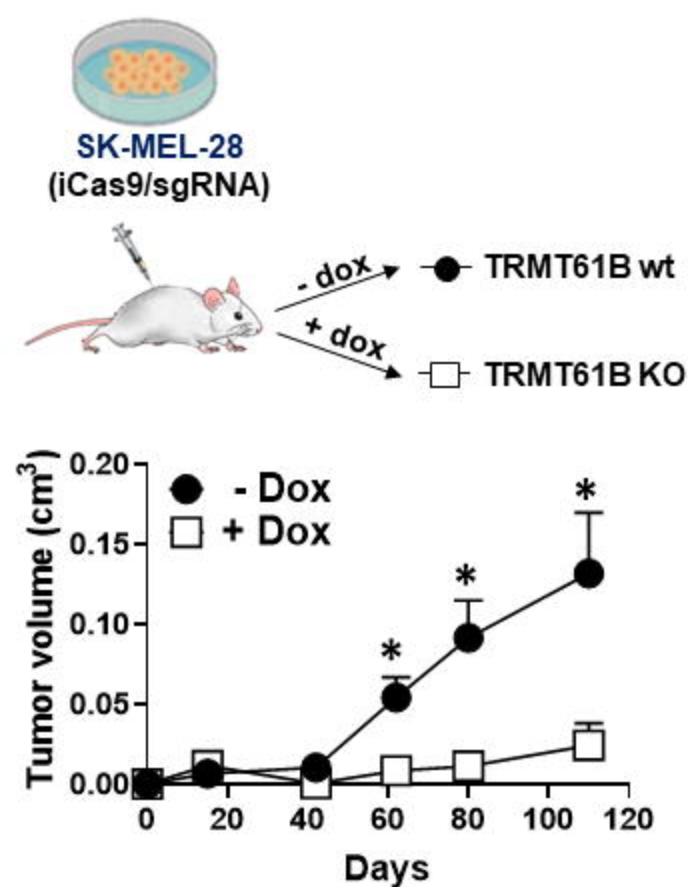 SK-MEL-28
(iCas9/sgRNA)
- dox
TRMT61B wt
+ dox
TRMT61B KO
Tumor volume (cm³)
0.20
0.15
0.10
0.05
0.00
- Dox
+ Dox
*
*
*
0
20
40
60
80
100
120
Days